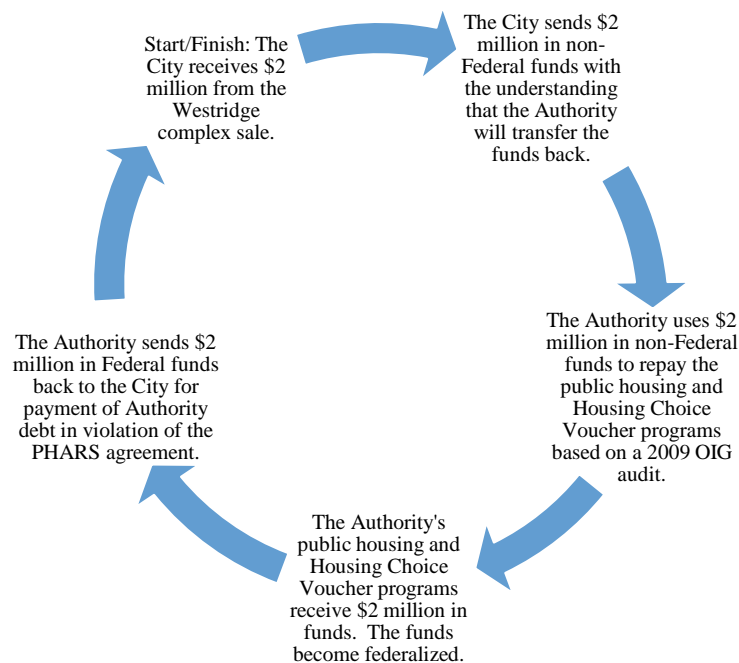 Start/Finish: The
City receives $2
million from the
Westridge
complex sale.
The City sends $2
million in non-
Federal funds with
the understanding
that the Authority
will transfer the
funds back.
The Authority uses $2
million in non-Federal
funds to repay the
public housing and
Housing Choice
Voucher programs
based on a 2009 OIG
audit.
The Authority's
public housing and
Housing Choice
Voucher programs
receive $2 million in
funds.  The funds
become federalized.
The Authority sends $2
million in Federal funds
back to the City for
payment of Authority
debt in violation of the
PHARS agreement.